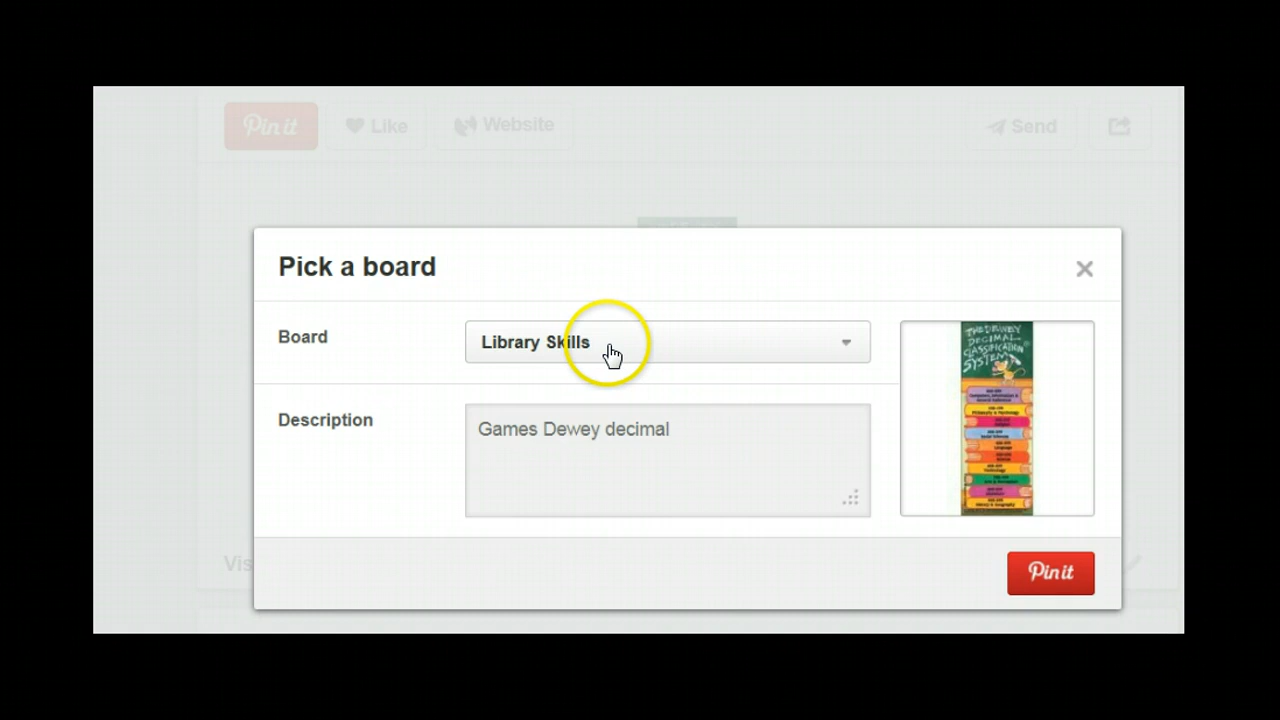 Pin it
Like
Website
Send
Pick a board
Board
Library Skills
THE DEWEY
DECIMAL
CLASSIFICATION
SYSTEM
Description
Games Dewey decimal
Vis
Pin it